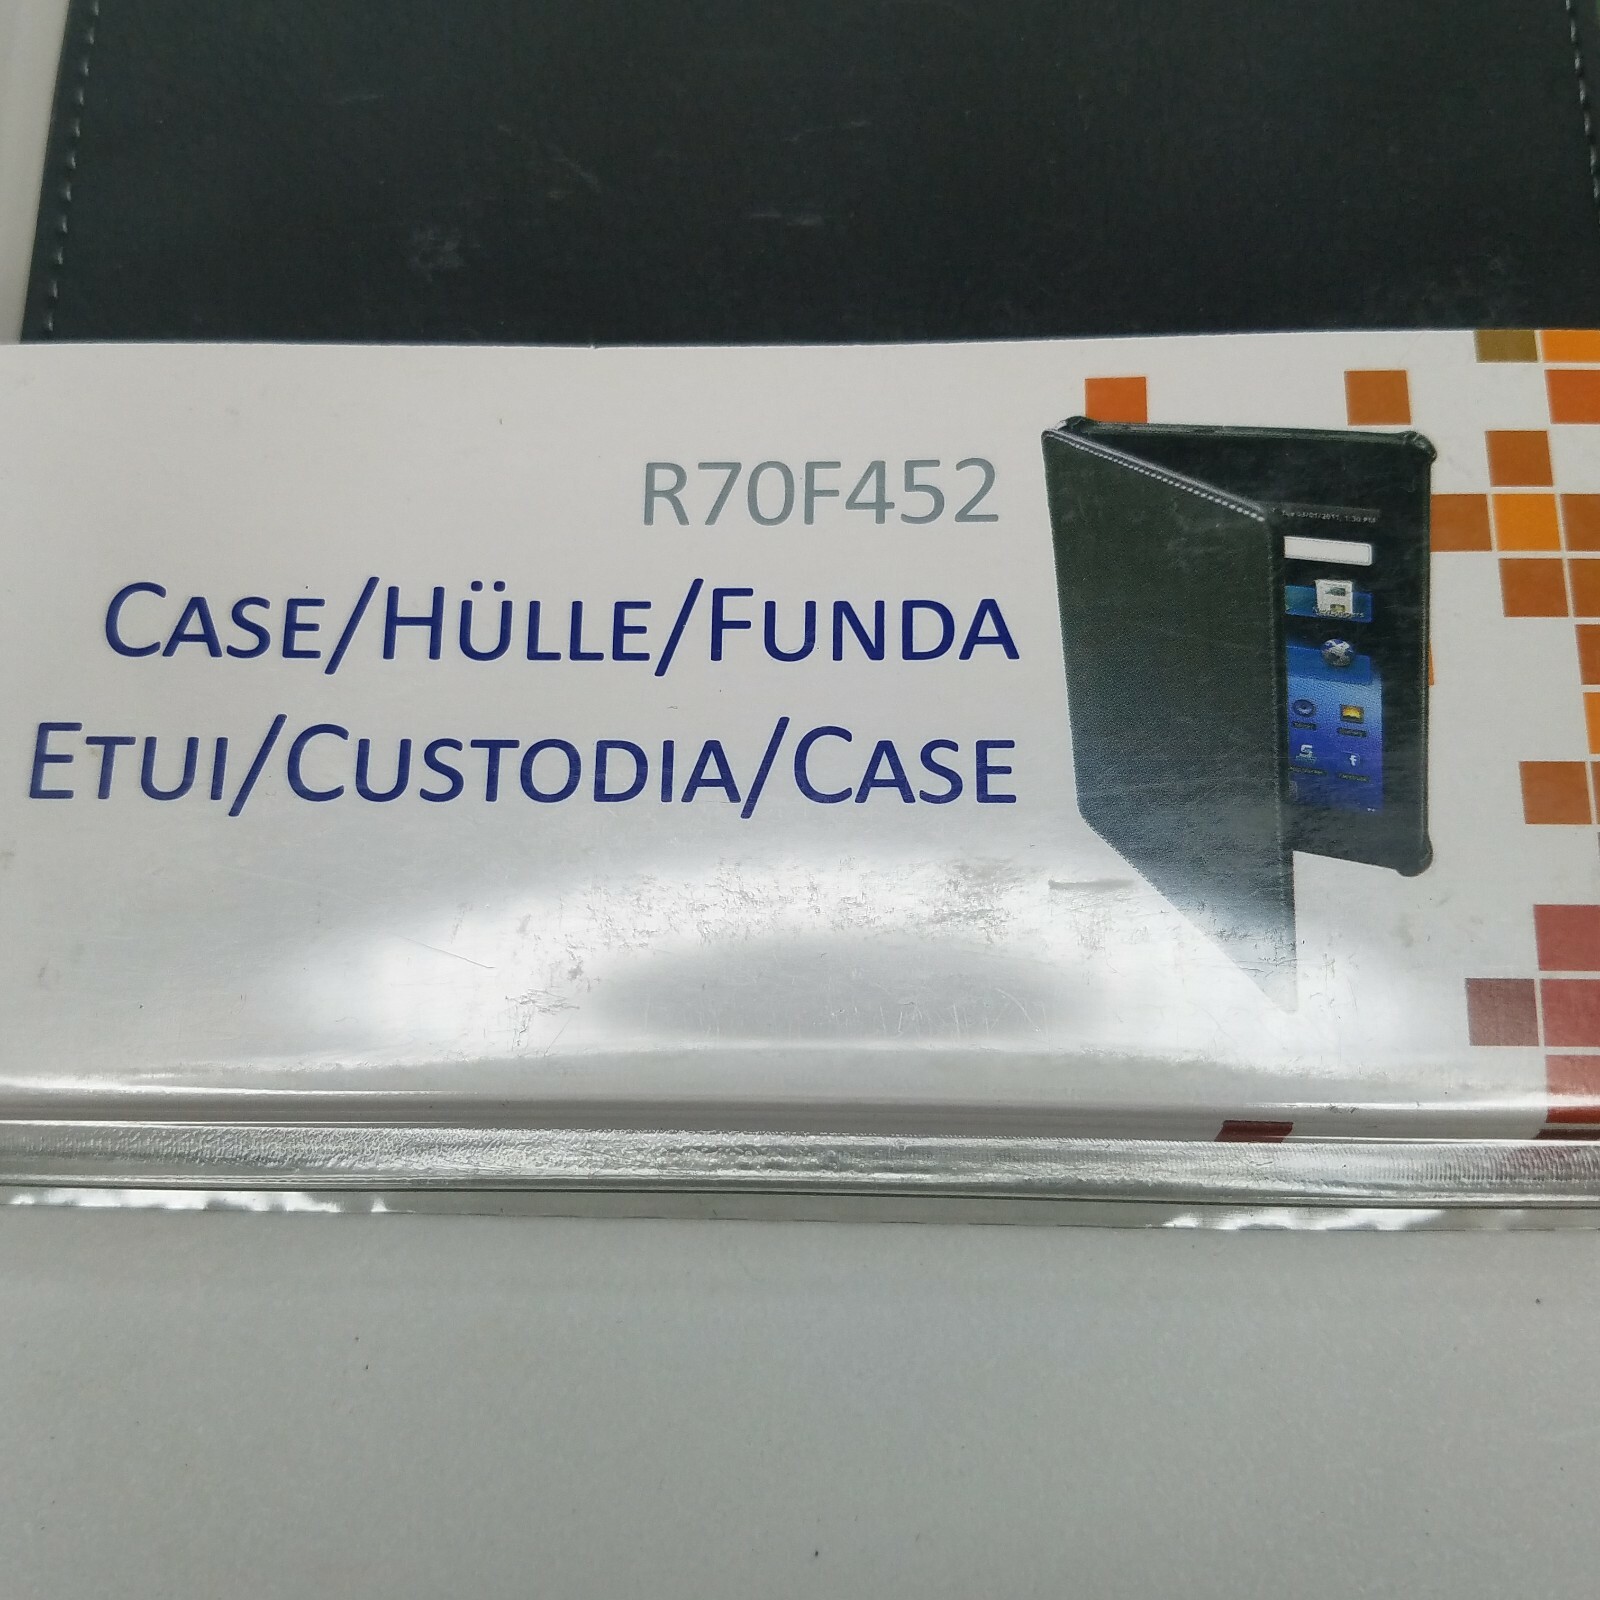 R70F452
CASE/HÜLLE/FUNDA
ETUI/CUSTODIA/CASE